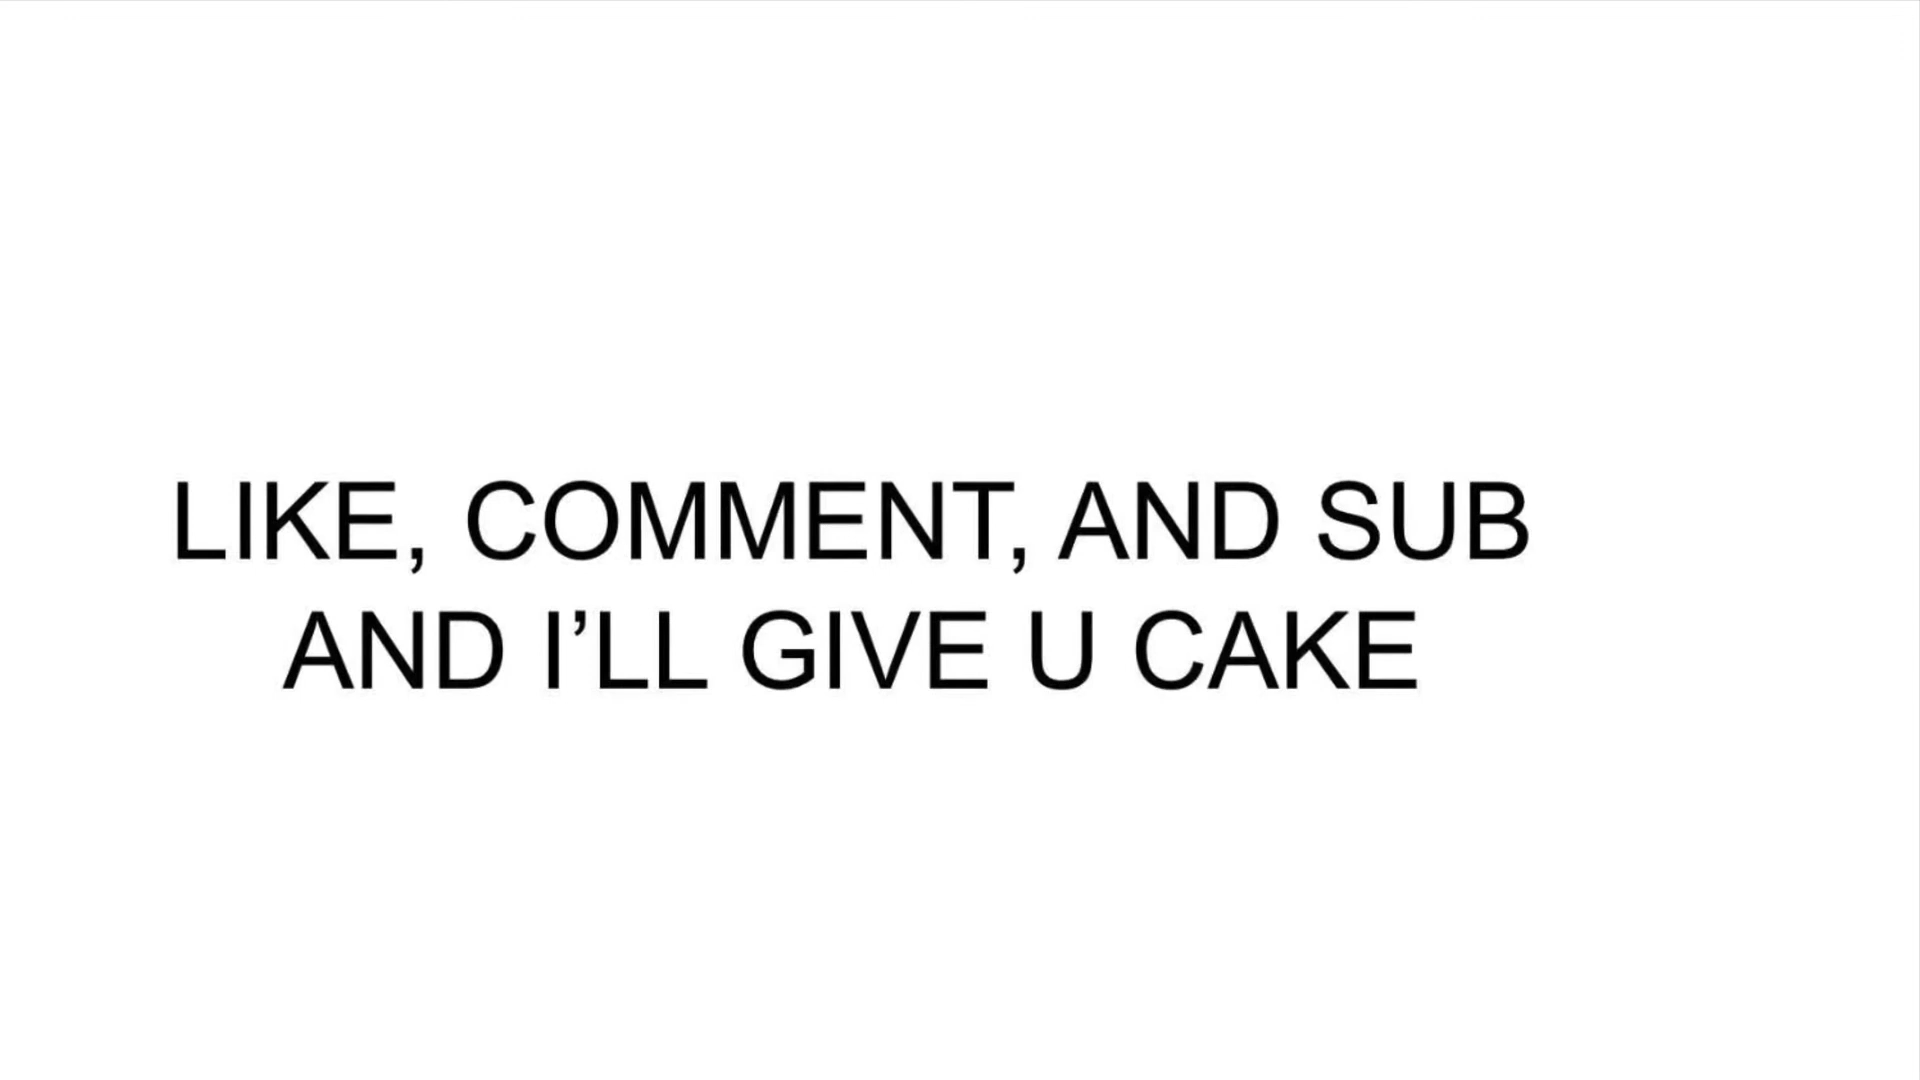 LIKE, COMMENT, AND SUB
AND I’LL GIVE U CAKE